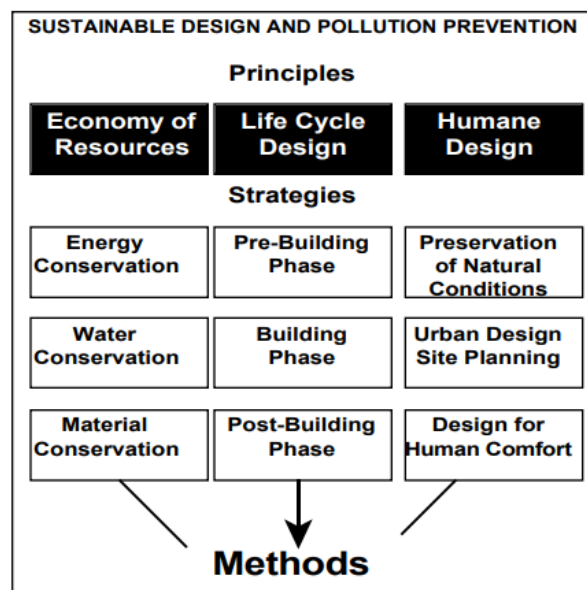 SUSTAINABLE DESIGN AND POLLUTION PREVENTION
Principles
Economy of
Resources
Life Cycle
Design
Humane
Design
Strategies
Energy
Conservation
Pre-Building
Phase
Preservation
of Natural
Conditions
Water
Conservation
Building
Phase
Urban Design
Site Planning
Material
Conservation
Post-Building
Phase
Design for
Human Comfort
Methods